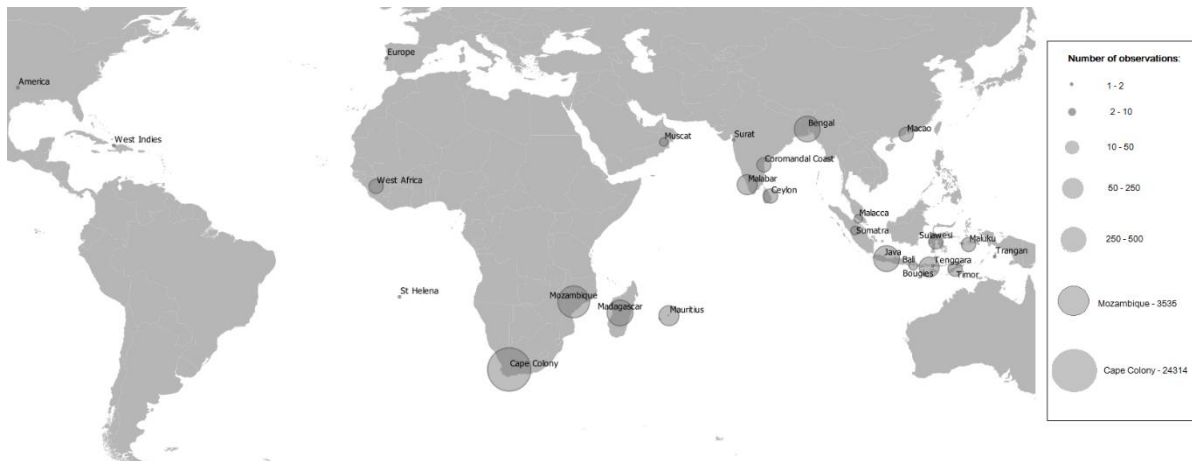 Europe
America
West Indies
Muscat
Surat
Bengal
Macao
Coromandal Coast
West Africa
Malabar
Ceylon
Malacca
Sumatra
Sulawesi
Maluku
Java
Bali
Tenggara
Trangan
Bougies
Timor
St Helena
Mozambique
Madagascar
Mauritius
Cape Colony
Number of observations:
1 - 2
2 - 10
10 - 50
50 - 250
250 - 500
Mozambique - 3535
Cape Colony - 24314